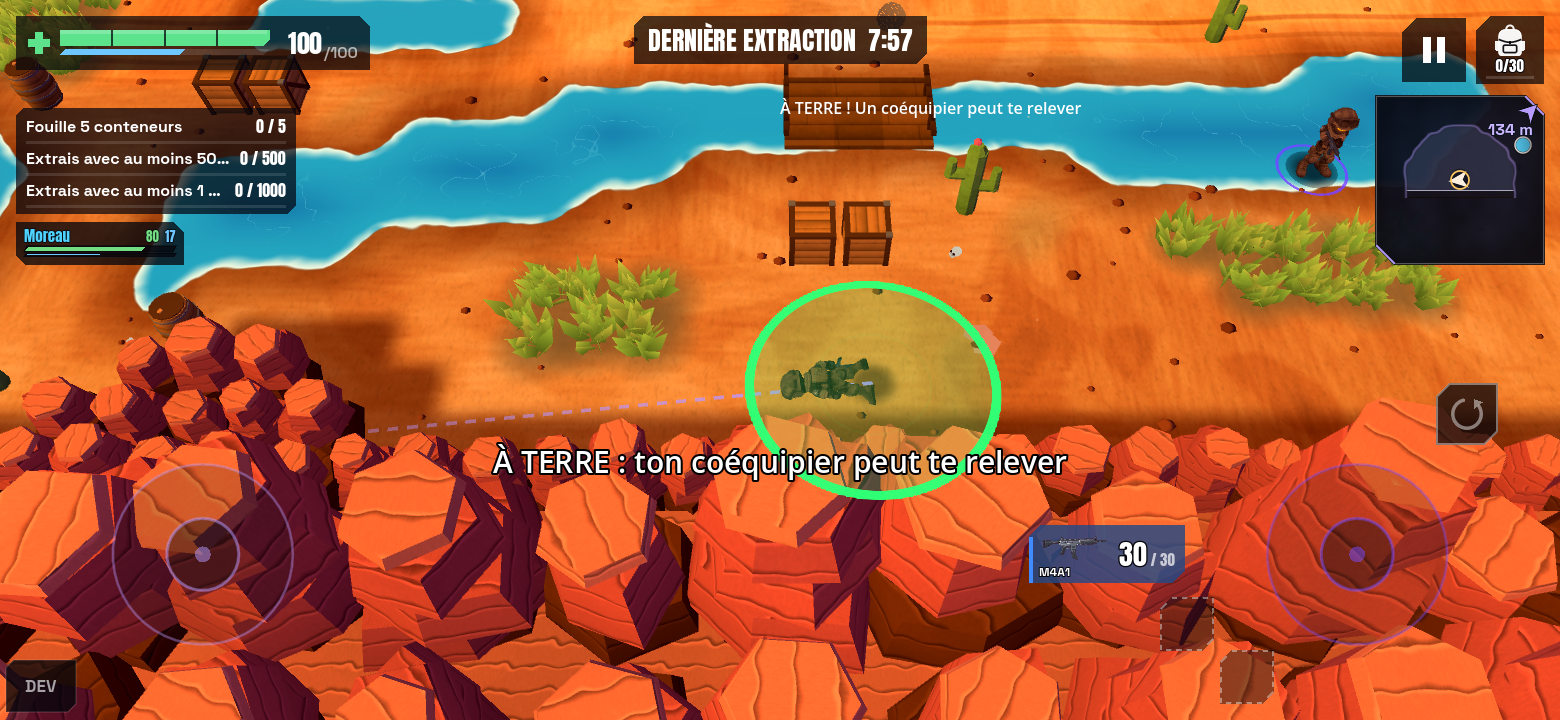 100/100
DERNIÈRE EXTRACTION 7:57
0/30
À TERRE ! Un coéquipier peut te relever
134 m
Fouille 5 conteneurs 0 / 5
Extrais avec au moins 50... 0 / 500
Extrais avec au moins 1 ... 0 / 1000
Moreau 80 17
À TERRE : ton coéquipier peut te relever
30 / 30
M4A1
DEV